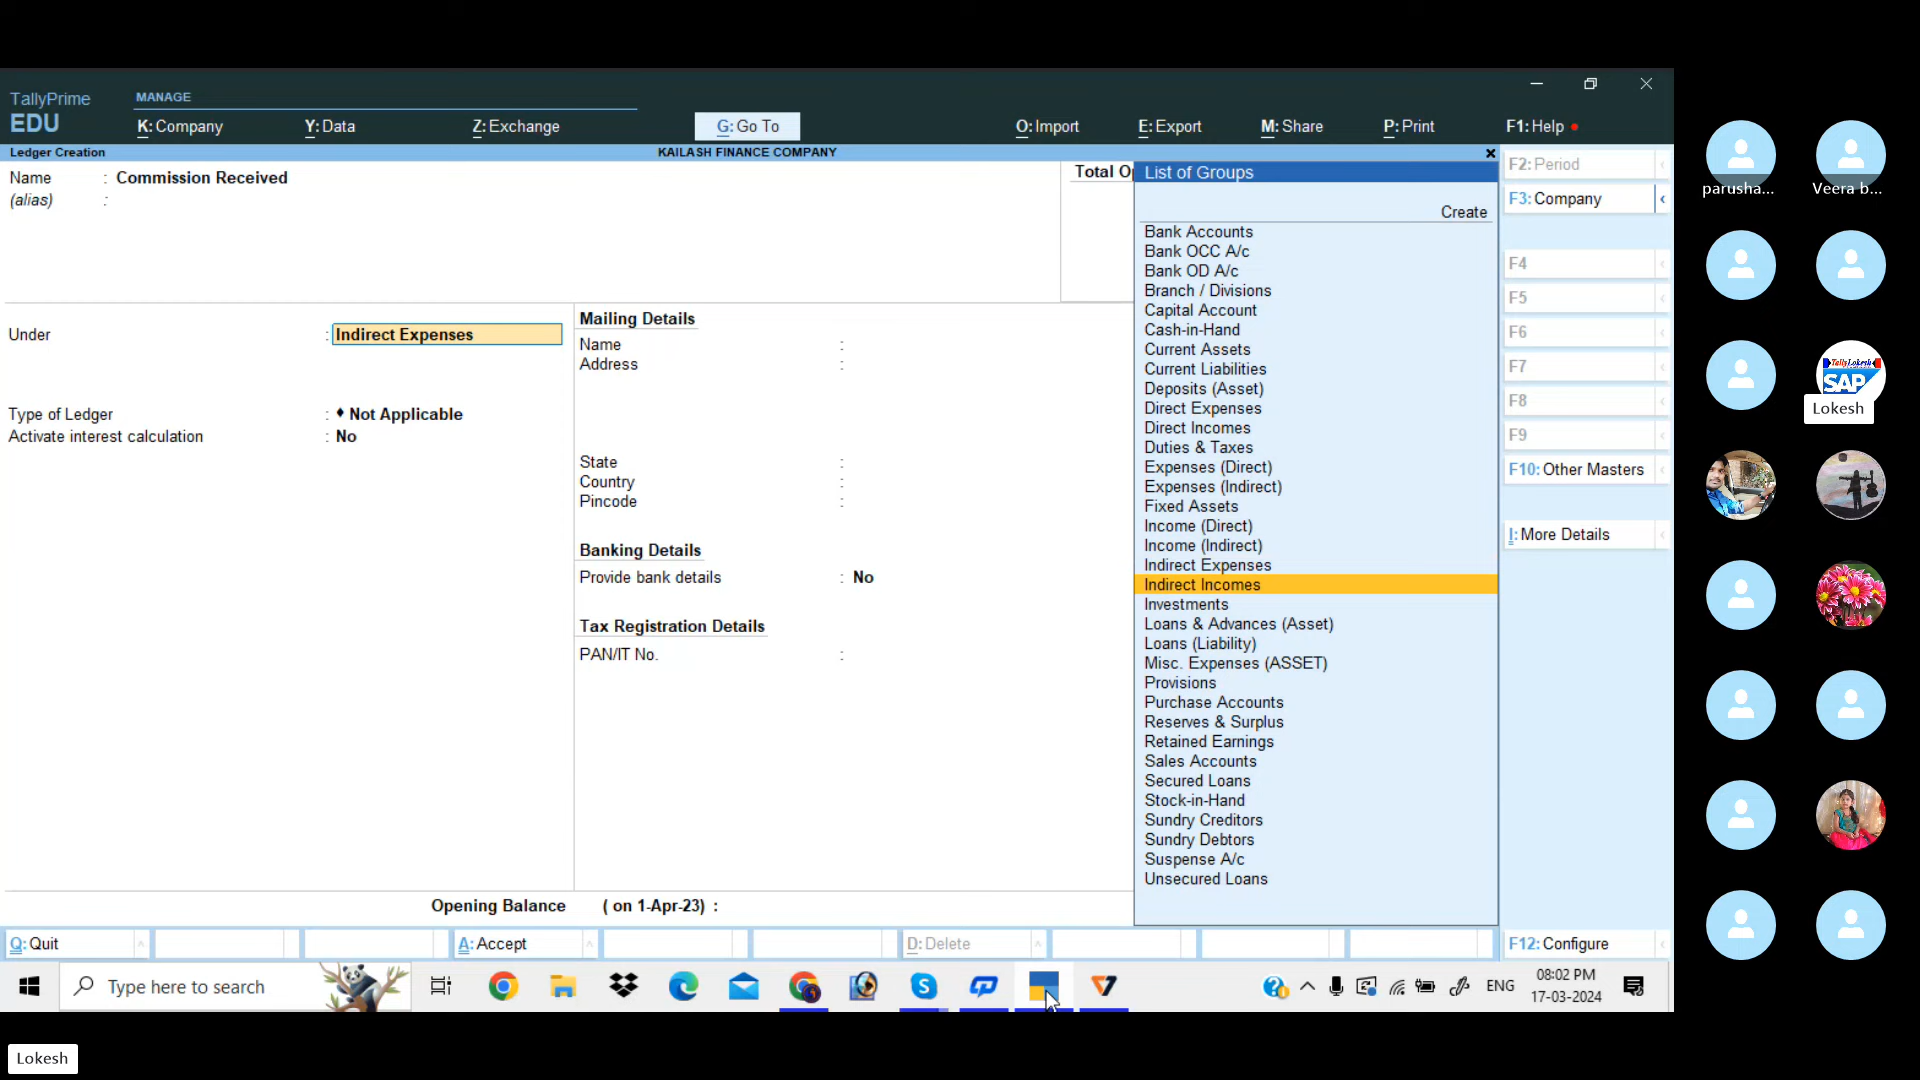 TallyPrime
EDU
MANAGE
K: Company
Y: Data
Z: Exchange
G: Go To
O: Import
E: Export
M: Share
P: Print
F1: Help
Ledger Creation
KAILASH FINANCE COMPANY
Name : Commission Received
(alias) :
Total O
Under : Indirect Expenses
Type of Ledger : ♦ Not Applicable
Activate interest calculation : No
Mailing Details
Name :
Address :
State :
Country :
Pincode :
Banking Details
Provide bank details : No
Tax Registration Details
PAN/IT No. :
Opening Balance ( on 1-Apr-23) :
List of Groups
Create
Bank Accounts
Bank OCC A/c
Bank OD A/c
Branch / Divisions
Capital Account
Cash-in-Hand
Current Assets
Current Liabilities
Deposits (Asset)
Direct Expenses
Direct Incomes
Duties & Taxes
Expenses (Direct)
Expenses (Indirect)
Fixed Assets
Income (Direct)
Income (Indirect)
Indirect Expenses
Indirect Incomes
Investments
Loans & Advances (Asset)
Loans (Liability)
Misc. Expenses (ASSET)
Provisions
Purchase Accounts
Reserves & Surplus
Retained Earnings
Sales Accounts
Secured Loans
Stock-in-Hand
Sundry Creditors
Sundry Debtors
Suspense A/c
Unsecured Loans
F2: Period
F3: Company
F4
F5
F6
F7
F8
F9
F10: Other Masters
I: More Details
F12: Configure
Q: Quit
A: Accept
D: Delete
Type here to search
ENG
08:02 PM
17-03-2024
parusha...
Veera b...
TallyLokesh
SAP
Lokesh
Lokesh